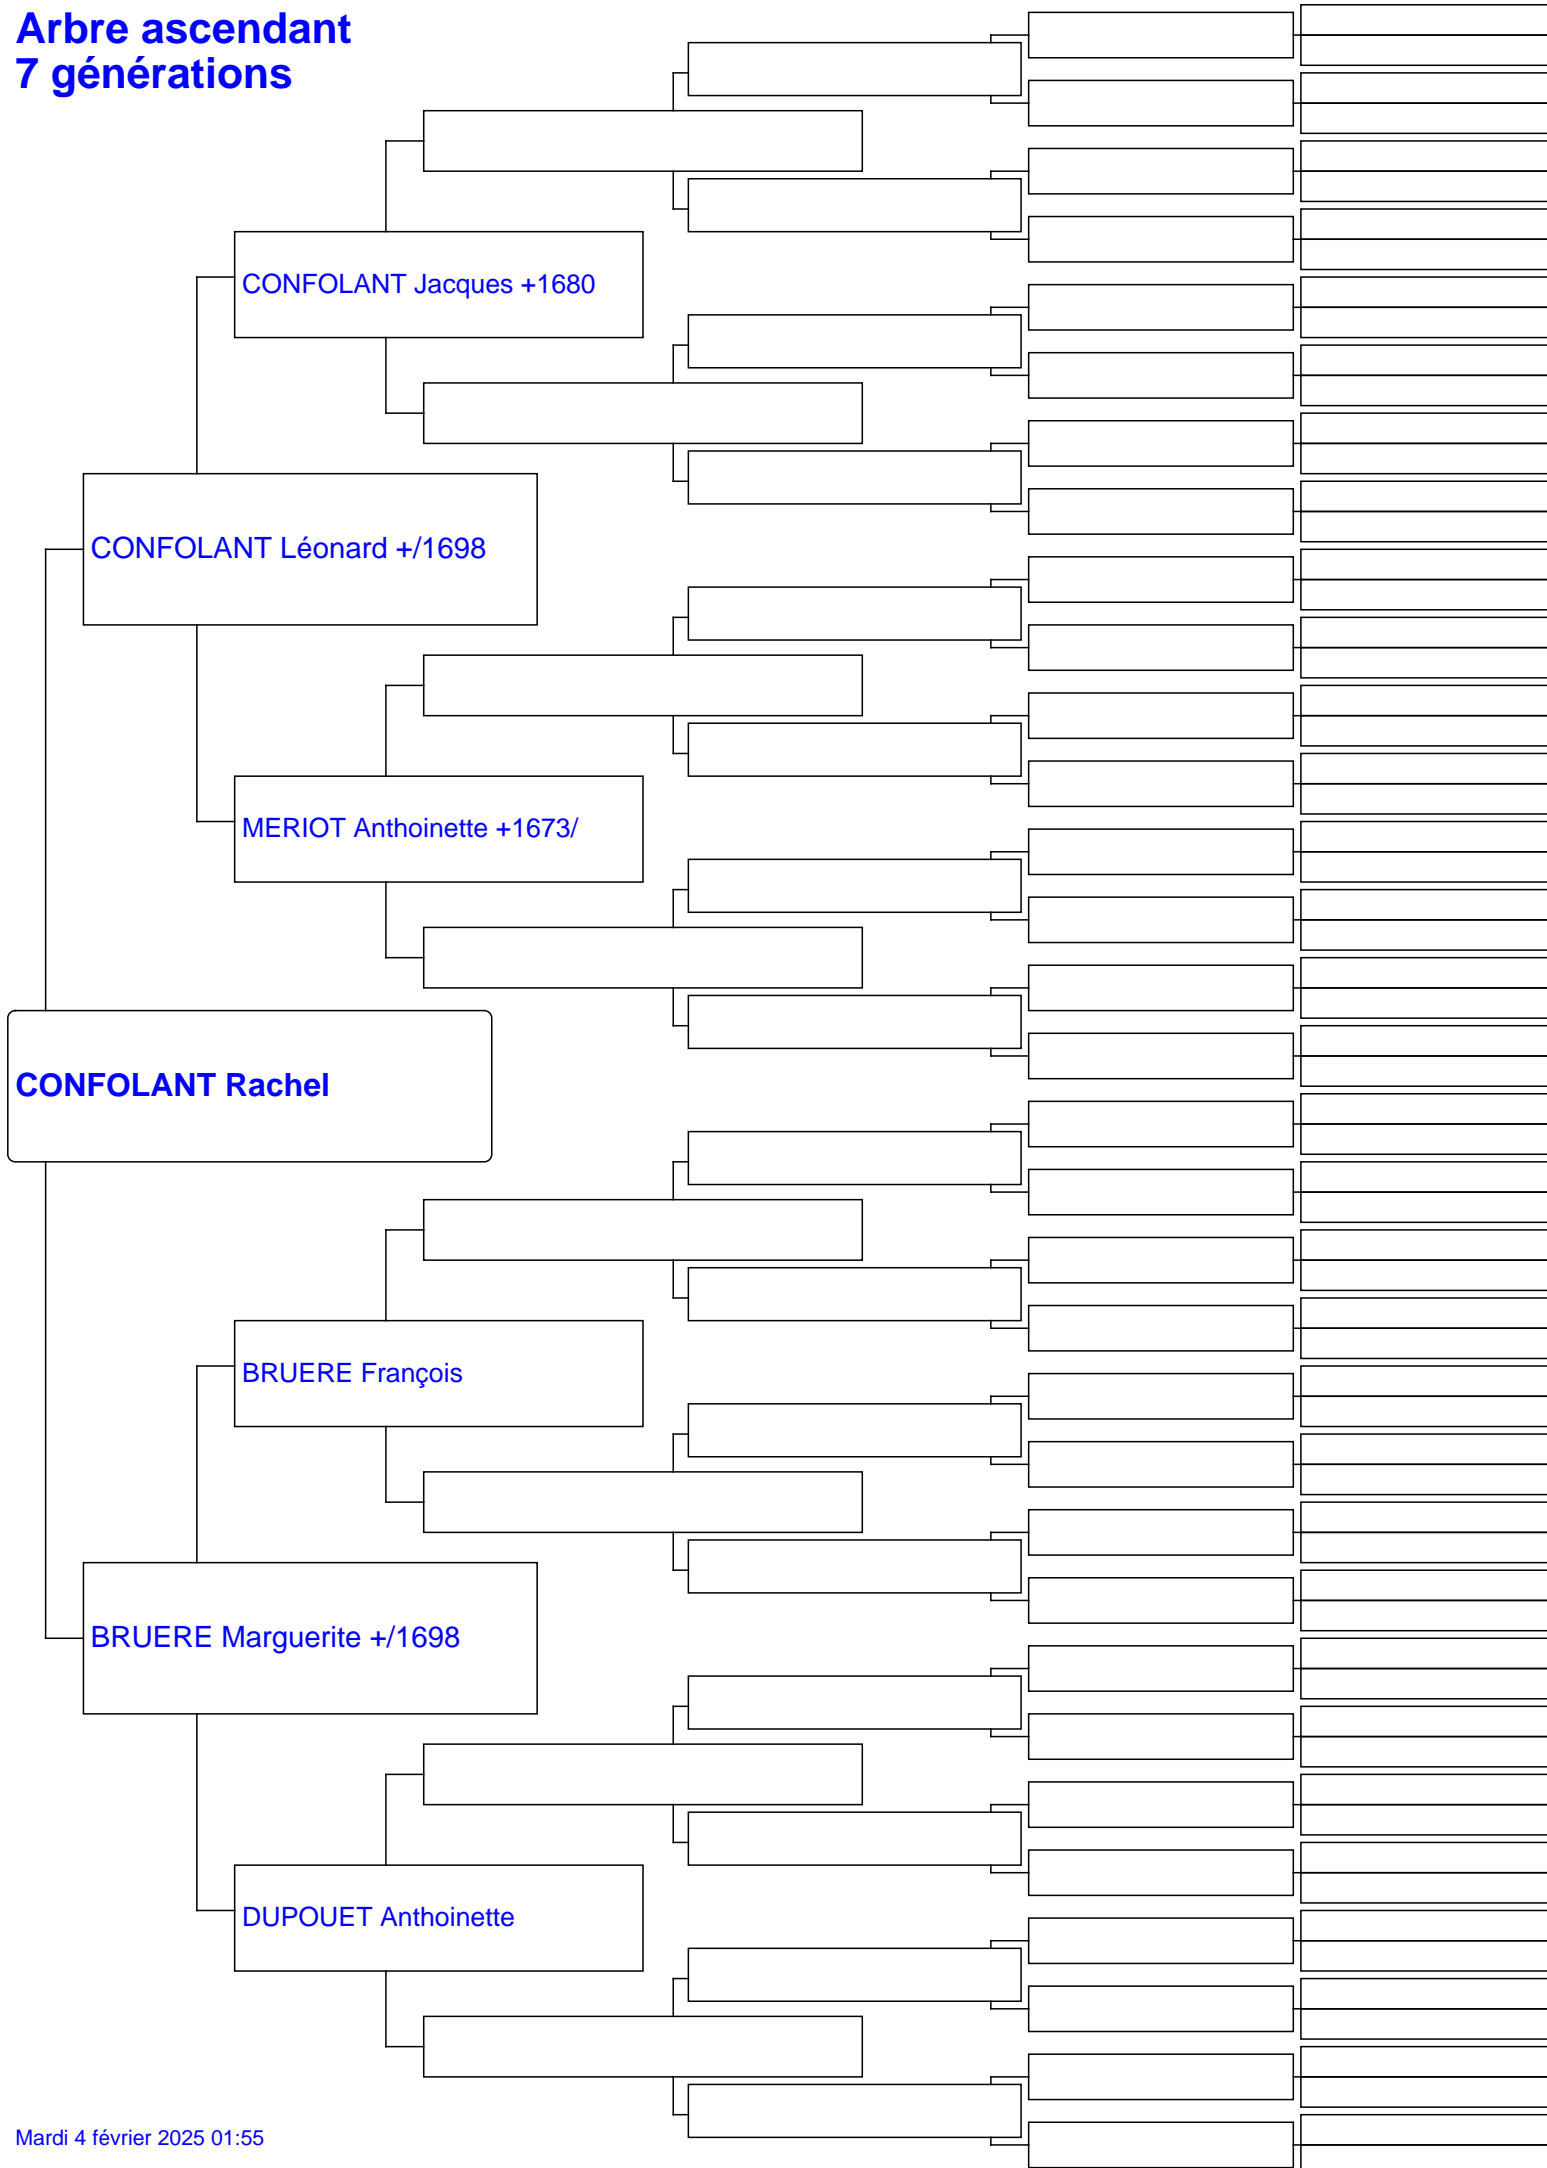 Arbre ascendant
7 générations
CONFOLANT Jacques +1680
CONFOLANT Léonard +/1698
MERIOT Anthoinette +1673/
CONFOLANT Rachel
BRUERE François
BRUERE Marguerite +/1698
DUPOUET Anthoinette
Mardi 4 février 2025 01:55